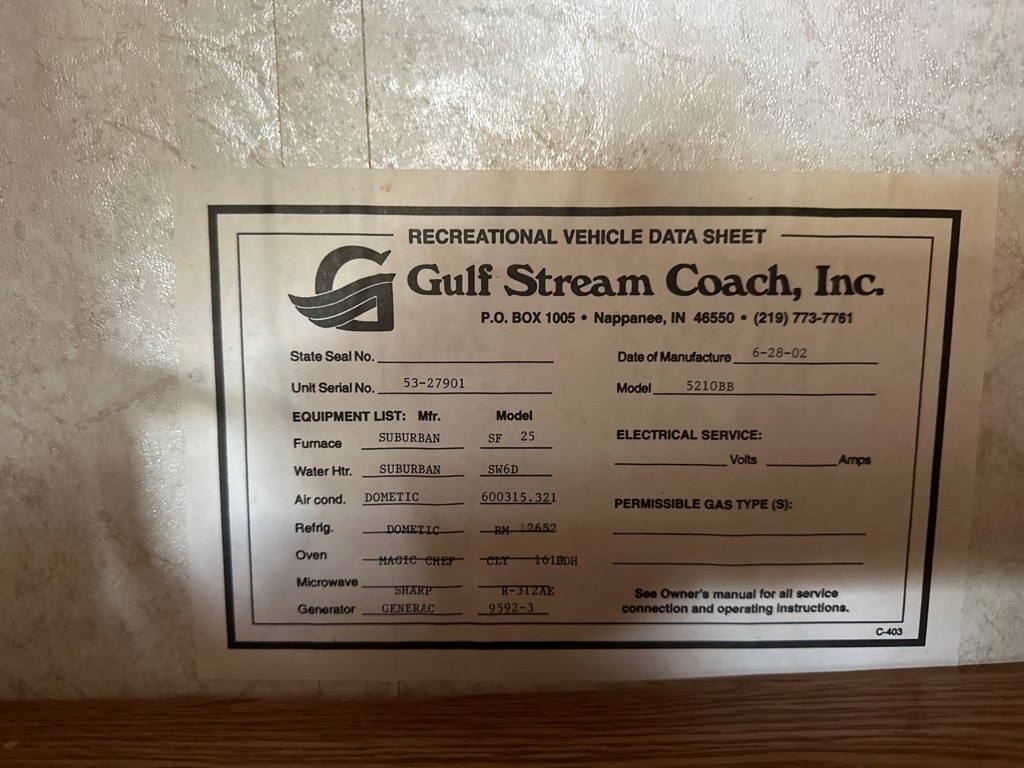 RECREATIONAL VEHICLE DATA SHEET
Gulf Stream Coach, Inc.
P.O. BOX 1005 • Nappanee, IN 46550 • (219) 773-7761
State Seal No. Date of Manufacture 6-28-02
Unit Serial No. 53-27901 Model 5210BB
EQUIPMENT LIST: Mfr. Model
Furnace SUBURBAN SF 25
ELECTRICAL SERVICE:
Volts Amps
Water Htr. SUBURBAN SW6D
Air cond. DOMETIC 600315.321
PERMISSIBLE GAS TYPE (S):
Refrig. DOMETIC RM 2652
Oven MAGIC CHEF CLY
Microwave SHARP R-312AE
Generator GENERAC 9592-3
See Owner's manual for all service
connection and operating instructions.
C-403